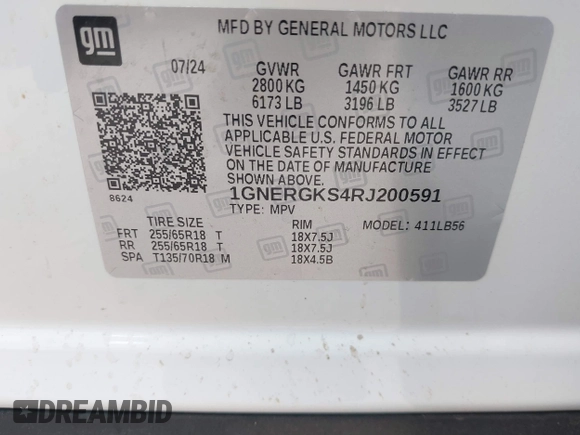 gm
MFD BY GENERAL MOTORS LLC
07/24 GVWR GAWR FRT GAWR RR
2800 KG 1450 KG 1600 KG
6173 LB 3196 LB 3527 LB
THIS VEHICLE CONFORMS TO ALL
APPLICABLE U.S. FEDERAL MOTOR
VEHICLE SAFETY STANDARDS IN EFFECT
ON THE DATE OF MANUFACTURE
SHOWN ABOVE.
1GNERGKS4RJ200591
8624
TYPE: MPV MODEL: 411LB56
TIRE SIZE RIM
FRT 255/65R18 T 18X7.5J
RR 255/65R18 T 18X7.5J
SPA T135/70R18 M 18X4.5B
DREAMBID